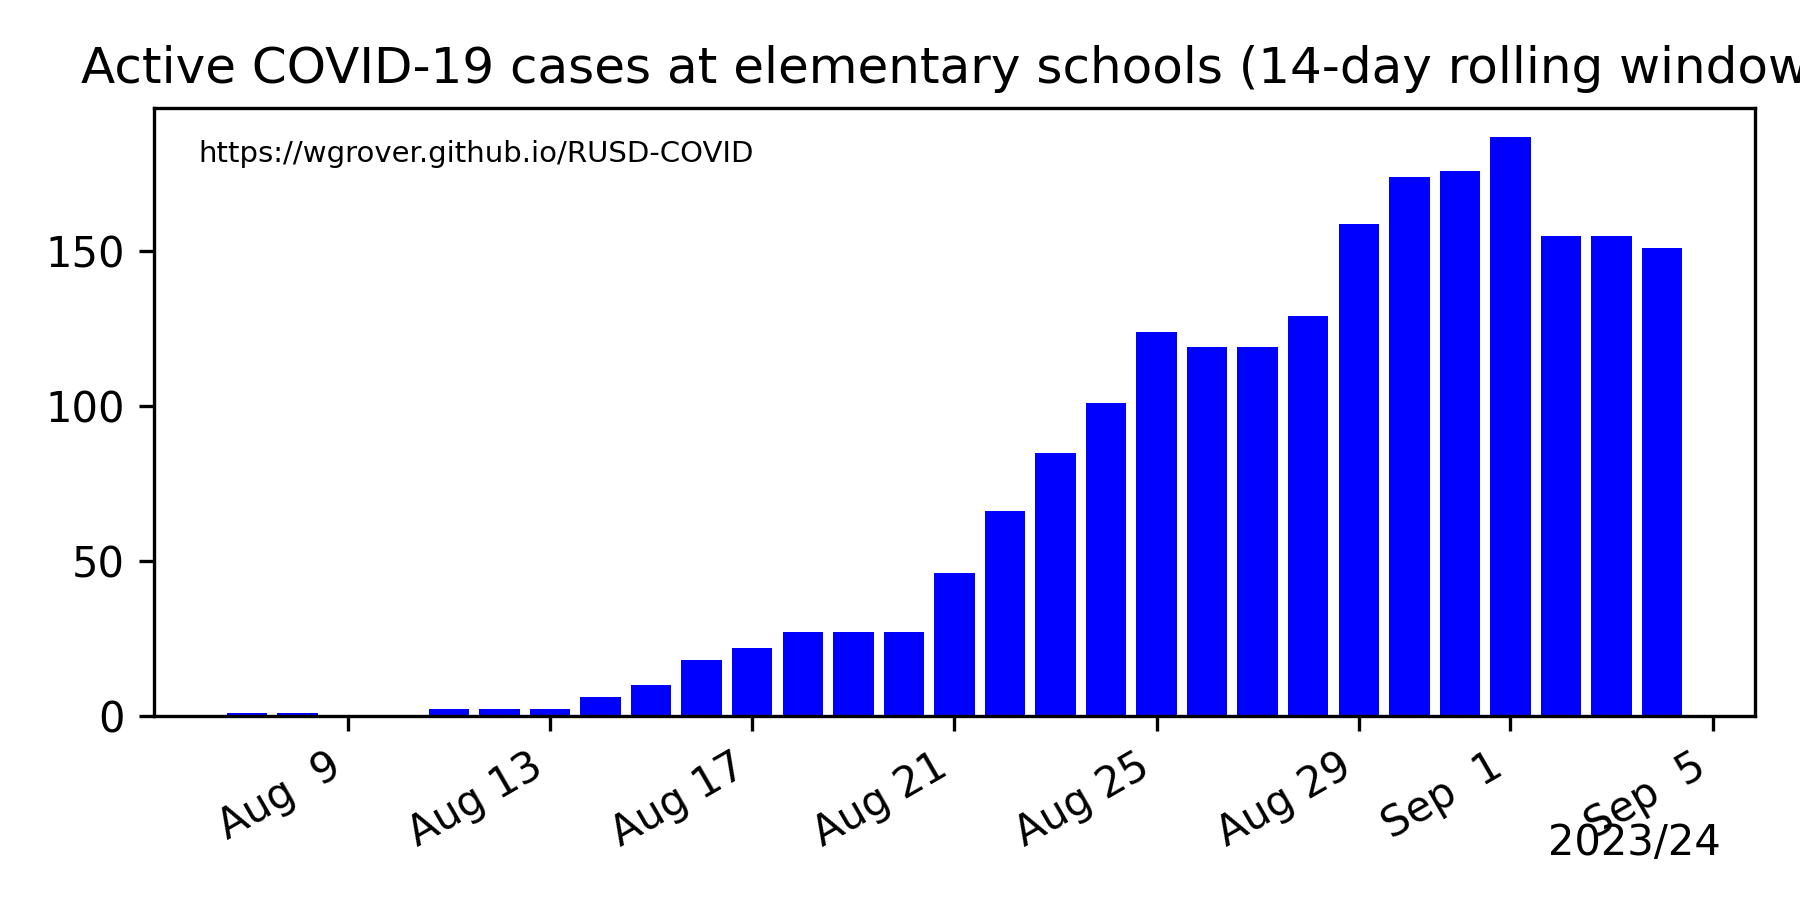 Active COVID-19 cases at elementary schools (14-day rolling window
https://wgrover.github.io/RUSD-COVID
150
100
50
0
Aug 9
Aug 13
Aug 17
Aug 21
Aug 25
Aug 29
Sep 1
Sep 5
2023/24